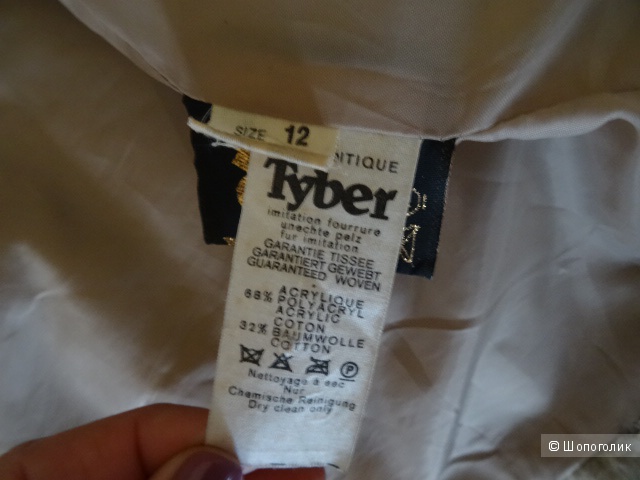 SIZE 12
NTIQUE
Tyber
imitation fourrure
unechte pelz
fur imitation
GARANTIE TISSEE
GARANTIERT GEWEBT
GUARANTEED WOVEN
ACRYLIQUE
68% POLYACRYL
ACRYLIC
COTON
32% BAUMWOLLE
COTTON
P
Nettoyage à sec
Nur
Chemische Reinigung
Dry clean only
© Шопоголик